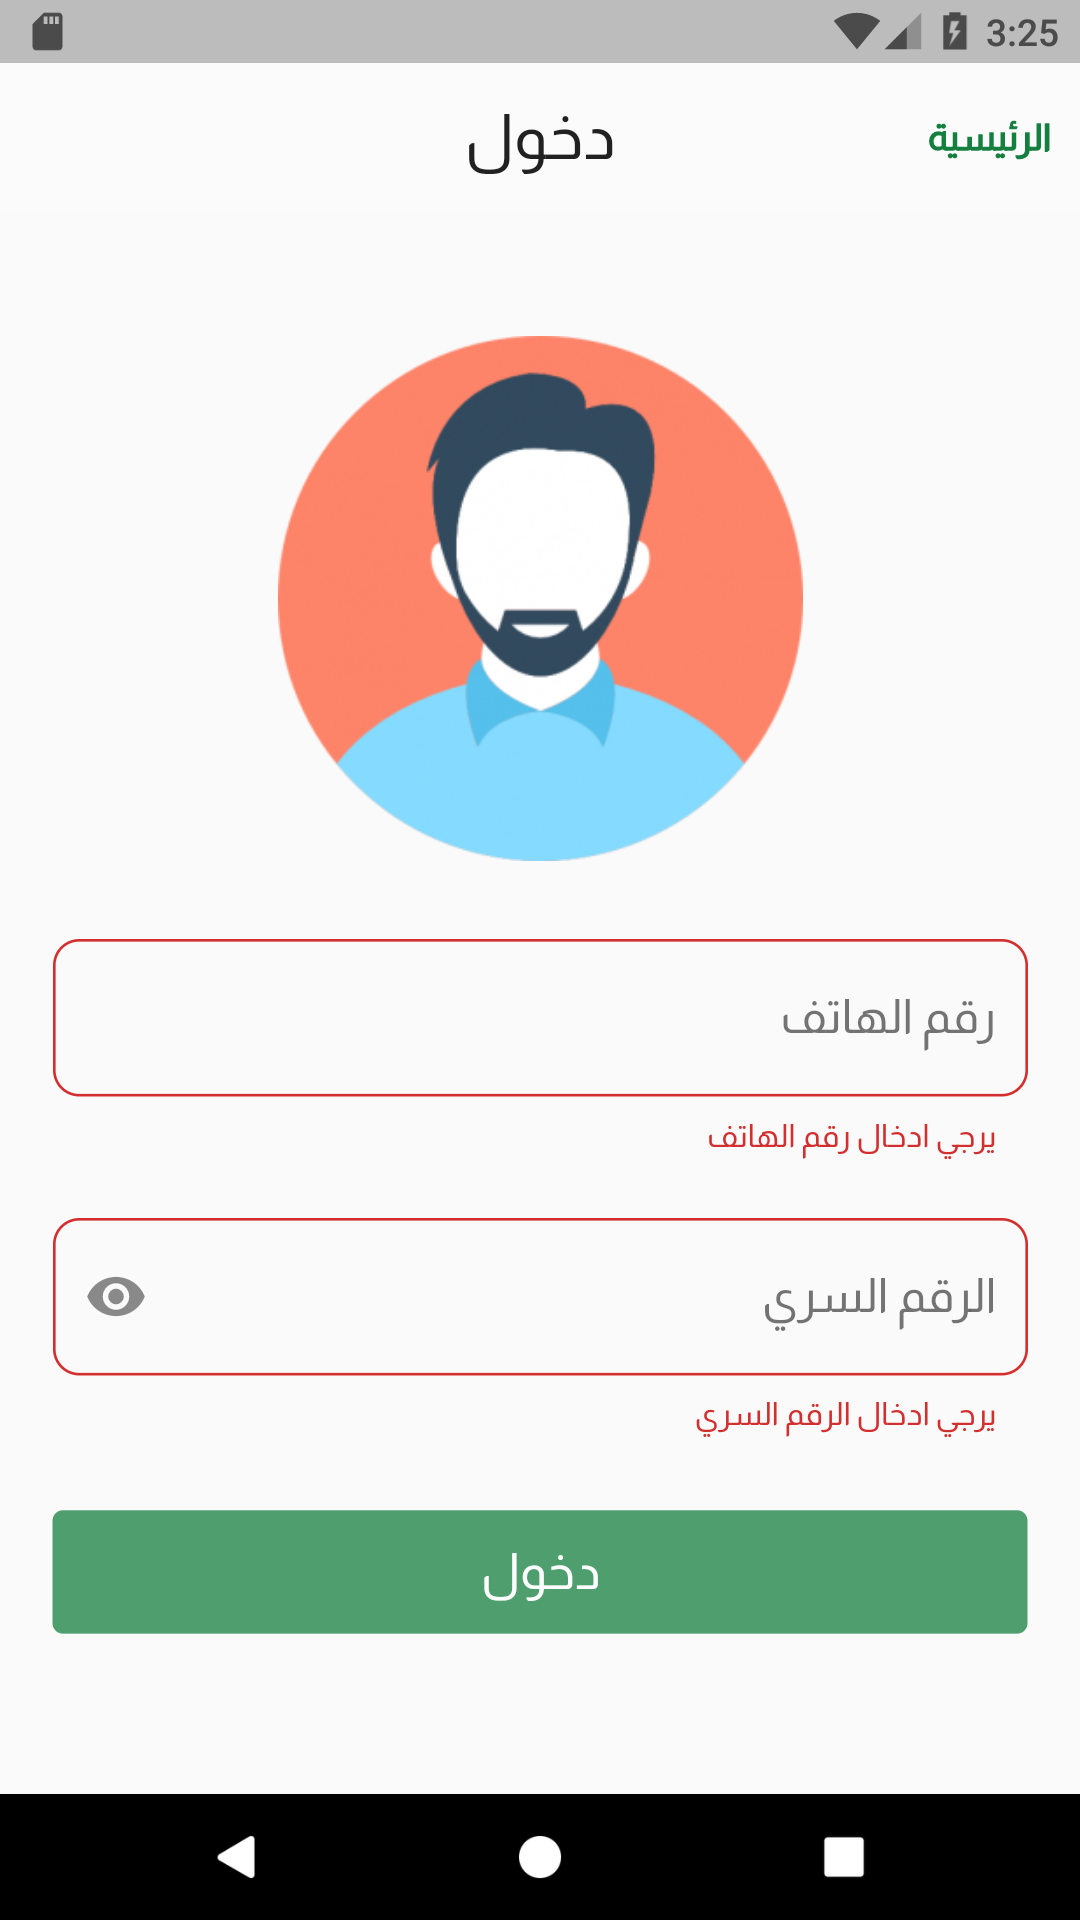 3:25
الرئيسية
دخول
رقم الهاتف
يرجي ادخال رقم الهاتف
الرقم السري
يرجي ادخال الرقم السري
دخول